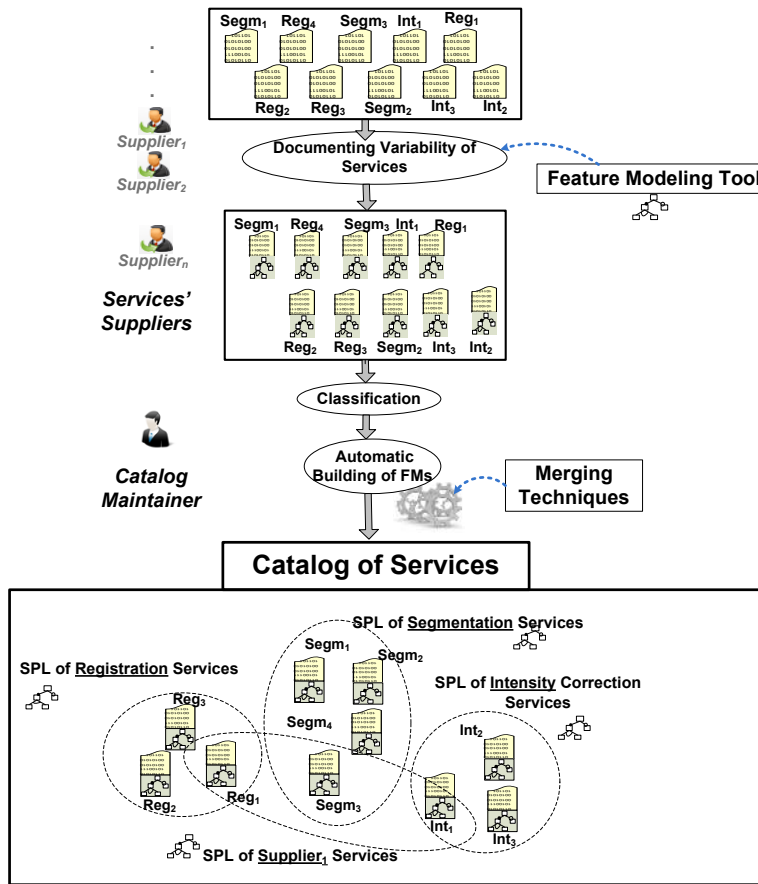 Segm1 Reg4 Segm3 Int1 Reg1
Reg2 Reg3 Segm2 Int3 Int2
Supplier1
Documenting Variability of
Services
Supplier2
Feature Modeling Tool
Segm1 Reg4 Segm3 Int1 Reg1
Suppliern
Services’
Suppliers
Reg2 Reg3 Segm2 Int3 Int2
Classification
Automatic
Building of FMs
Catalog
Maintainer
Merging
Techniques
Catalog of Services
SPL of Segmentation Services
Segm1
Segm2
SPL of Registration Services
SPL of Intensity Correction
Services
Reg3
Segm4
Int2
Reg2
Reg1
Segm3
Int1
Int3
SPL of Supplier1 Services